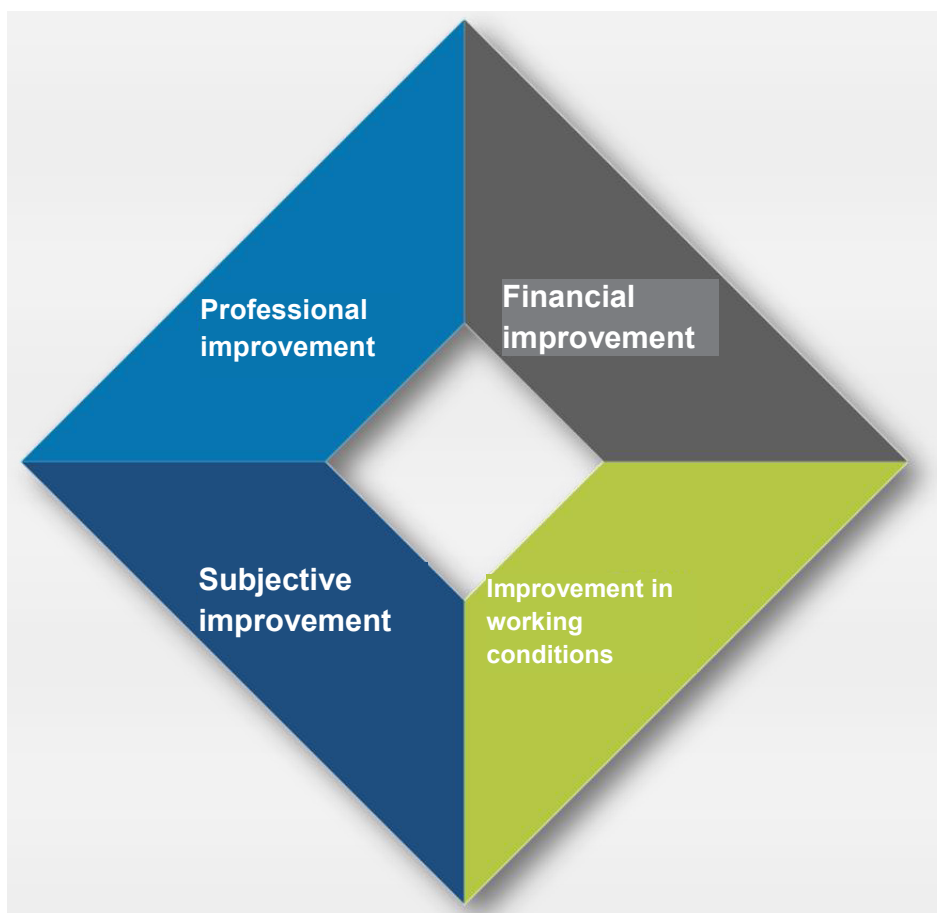 Professional
improvement
Financial
improvement
Subjective
improvement
Improvement in
working
conditions